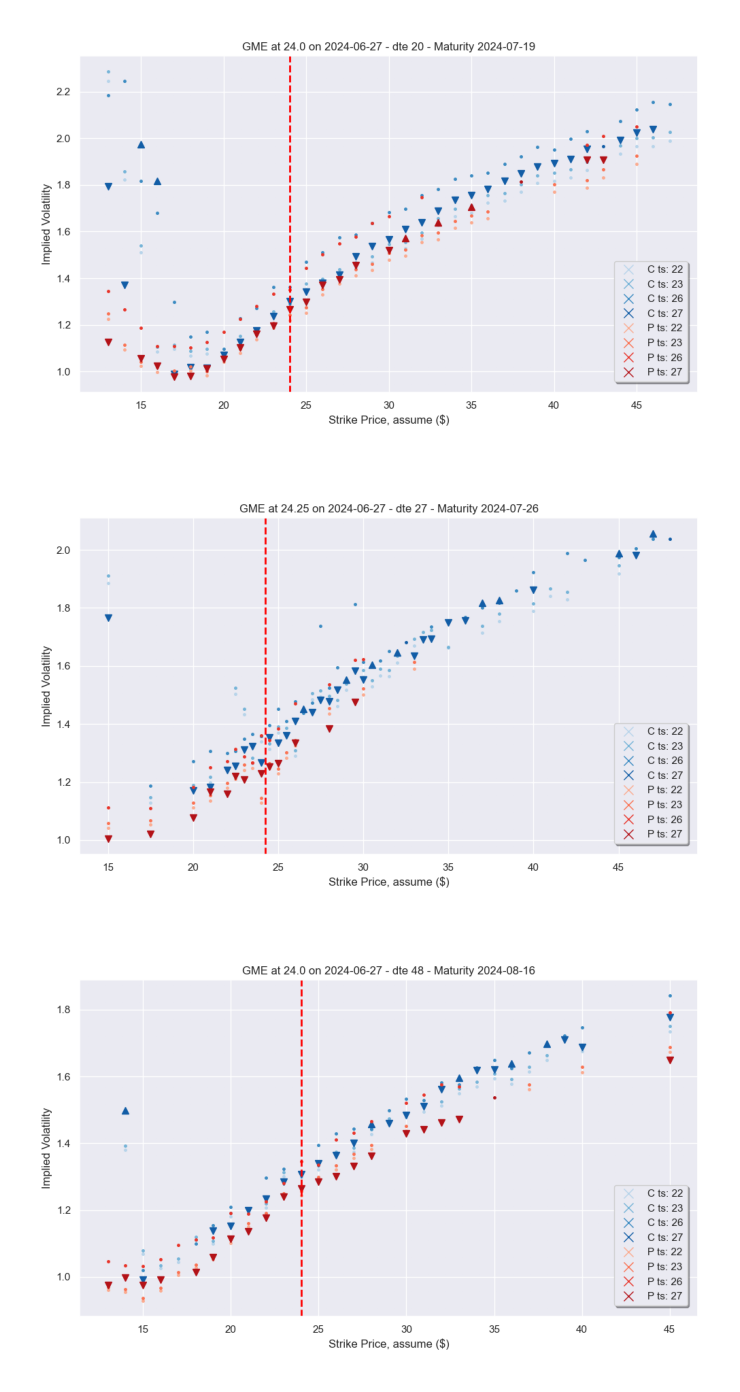 GME at 24.0 on 2024-06-27 - dte 20 - Maturity 2024-07-19
Implied Volatility
2.2
2.0
1.8
1.6
1.4
1.2
1.0
C ts: 22
C ts: 23
C ts: 26
C ts: 27
P ts: 22
P ts: 23
P ts: 26
P ts: 27
15 20 25 30 35 40 45
Strike Price, assume ($)
GME at 24.25 on 2024-06-27 - dte 27 - Maturity 2024-07-26
Implied Volatility
2.0
1.8
1.6
1.4
1.2
1.0
C ts: 22
C ts: 23
C ts: 26
C ts: 27
P ts: 22
P ts: 23
P ts: 26
P ts: 27
15 20 25 30 35 40 45
Strike Price, assume ($)
GME at 24.0 on 2024-06-27 - dte 48 - Maturity 2024-08-16
Implied Volatility
1.8
1.6
1.4
1.2
1.0
C ts: 22
C ts: 23
C ts: 26
C ts: 27
P ts: 22
P ts: 23
P ts: 26
P ts: 27
15 20 25 30 35 40 45
Strike Price, assume ($)